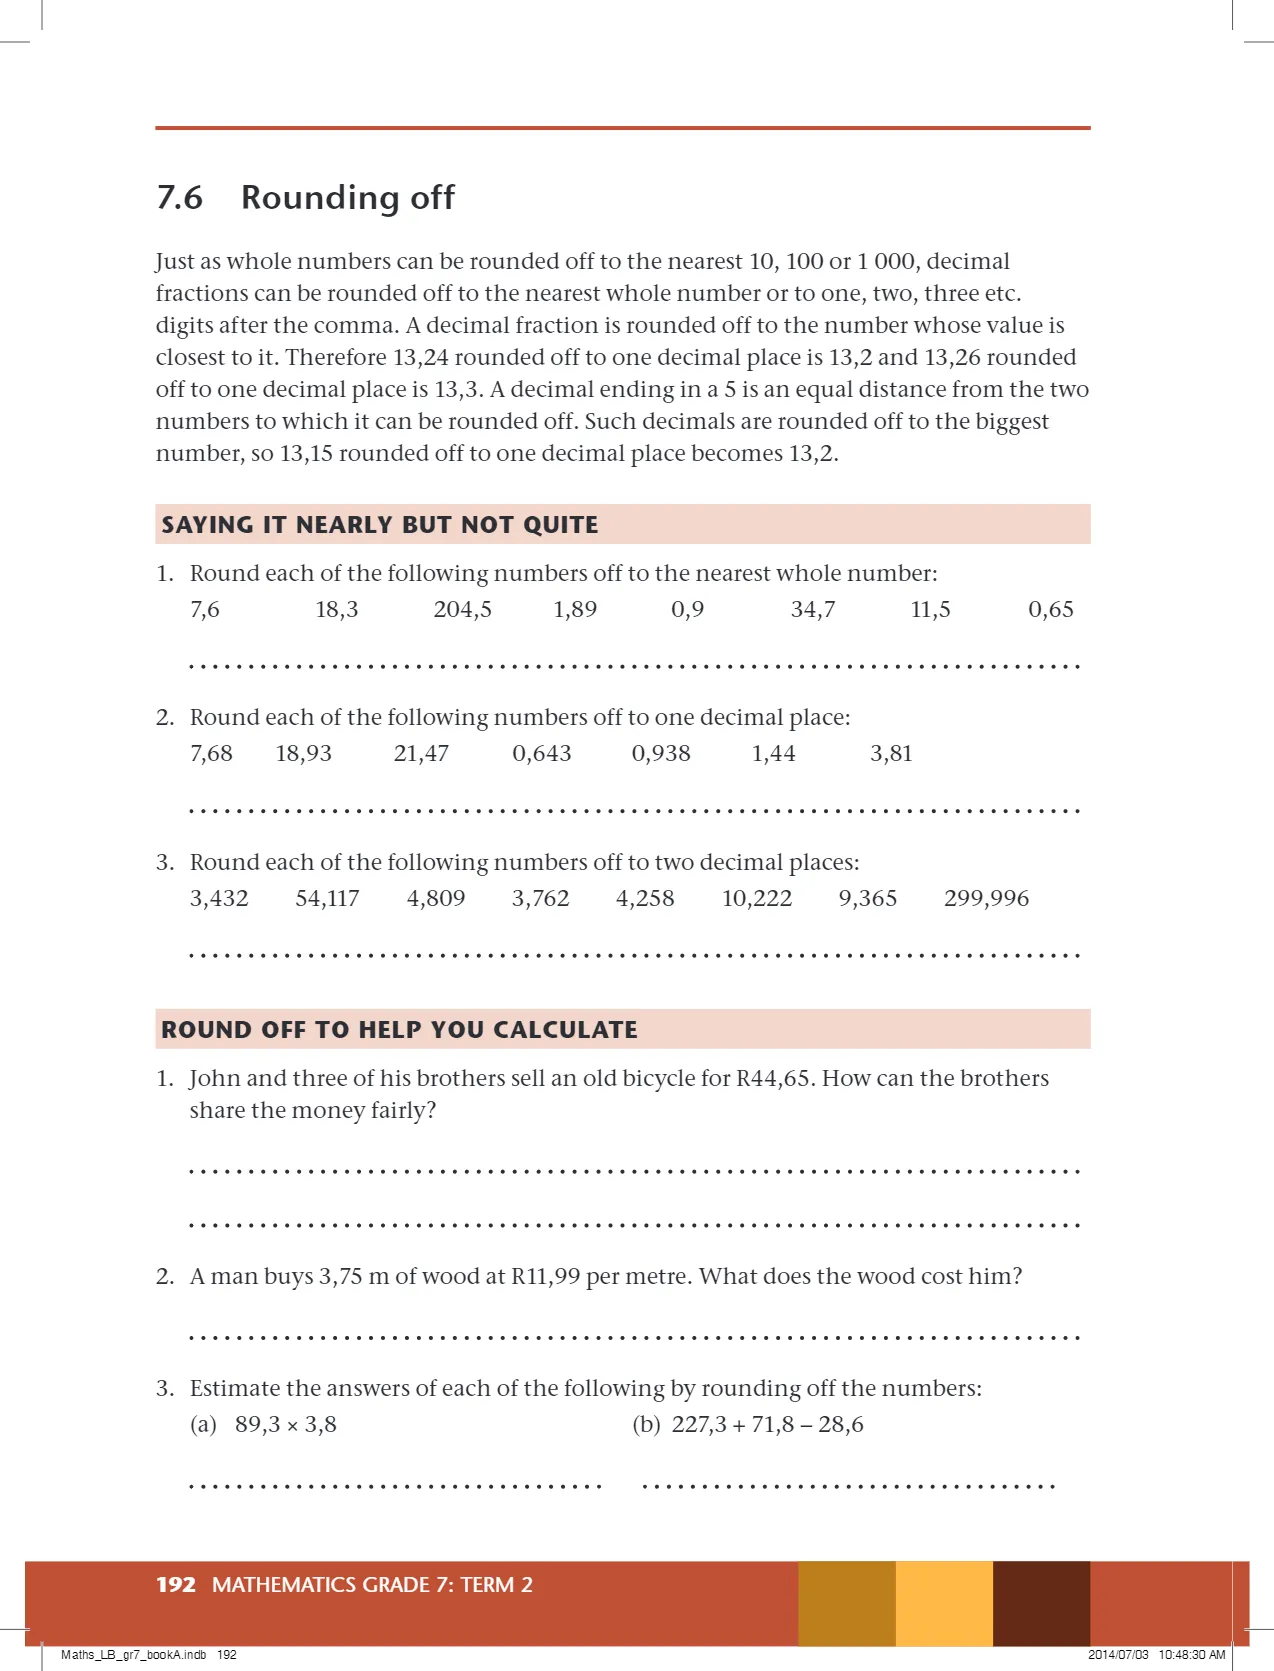 7.6 Rounding off
Just as whole numbers can be rounded off to the nearest 10, 100 or 1 000, decimal
fractions can be rounded off to the nearest whole number or to one, two, three etc.
digits after the comma. A decimal fraction is rounded off to the number whose value is
closest to it. Therefore 13,24 rounded off to one decimal place is 13,2 and 13,26 rounded
off to one decimal place is 13,3. A decimal ending in a 5 is an equal distance from the two
numbers to which it can be rounded off. Such decimals are rounded off to the biggest
number, so 13,15 rounded off to one decimal place becomes 13,2.
SAYING IT NEARLY BUT NOT QUITE
1. Round each of the following numbers off to the nearest whole number:
7,6 18,3 204,5 1,89 0,9 34,7 11,5 0,65
2. Round each of the following numbers off to one decimal place:
7,68 18,93 21,47 0,643 0,938 1,44 3,81
3. Round each of the following numbers off to two decimal places:
3,432 54,117 4,809 3,762 4,258 10,222 9,365 299,996
ROUND OFF TO HELP YOU CALCULATE
1. John and three of his brothers sell an old bicycle for R44,65. How can the brothers
share the money fairly?
2. A man buys 3,75 m of wood at R11,99 per metre. What does the wood cost him?
3. Estimate the answers of each of the following by rounding off the numbers:
(a) 89,3 × 3,8 (b) 227,3 + 71,8 – 28,6
192 MATHEMATICS GRADE 7: TERM 2
Maths_LB_gr7_bookA.indb 192 2014/07/03 10:48:30 AM